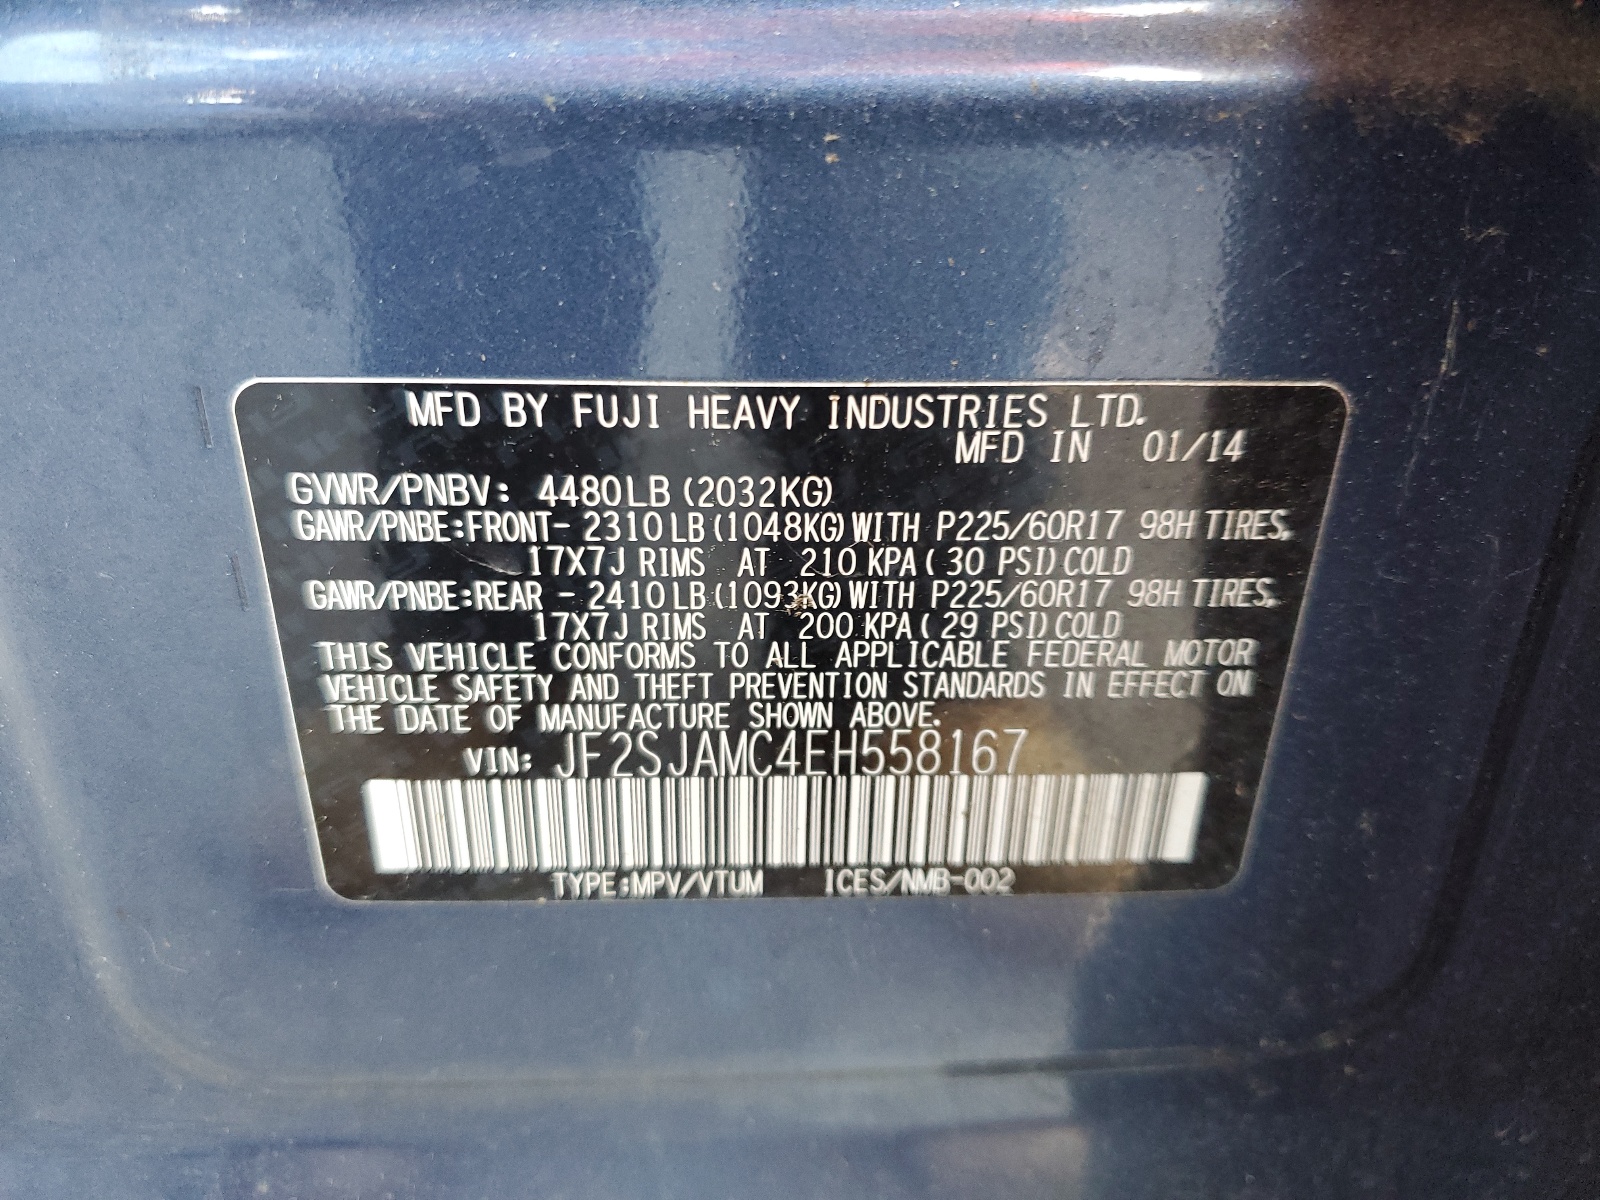 MFD BY FUJI HEAVY INDUSTRIES LTD.
MFD IN 01/14
GVWR/PNBV: 4480LB (2032KG)
GAWR/PNBE:FRONT- 2310 LB (1048KG) WITH P225/60R17 98H TIRES,
17X7J RIMS AT 210 KPA ( 30 PSI) COLD
GAWR/PNBE:REAR - 2410 LB (1093KG) WITH P225/60R17 98H TIRES,
17X7J RIMS AT 200 KPA ( 29 PSI) COLD
THIS VEHICLE CONFORMS TO ALL APPLICABLE FEDERAL MOTOR
VEHICLE SAFETY AND THEFT PREVENTION STANDARDS IN EFFECT ON
THE DATE OF MANUFACTURE SHOWN ABOVE.
VIN: JF2SJAMC4EH558167
TYPE:MPV/VTUM ICES/NMB-002